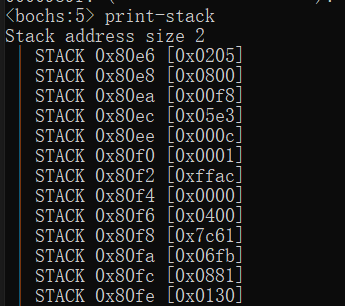 <bochs:5> print-stack
Stack address size 2
| STACK 0x80e6 [0x0205]
| STACK 0x80e8 [0x0800]
| STACK 0x80ea [0x00f8]
| STACK 0x80ec [0x05e3]
| STACK 0x80ee [0x000c]
| STACK 0x80f0 [0x0001]
| STACK 0x80f2 [0xffac]
| STACK 0x80f4 [0x0000]
| STACK 0x80f6 [0x0400]
| STACK 0x80f8 [0x7c61]
| STACK 0x80fa [0x06fb]
| STACK 0x80fc [0x0881]
| STACK 0x80fe [0x0130]